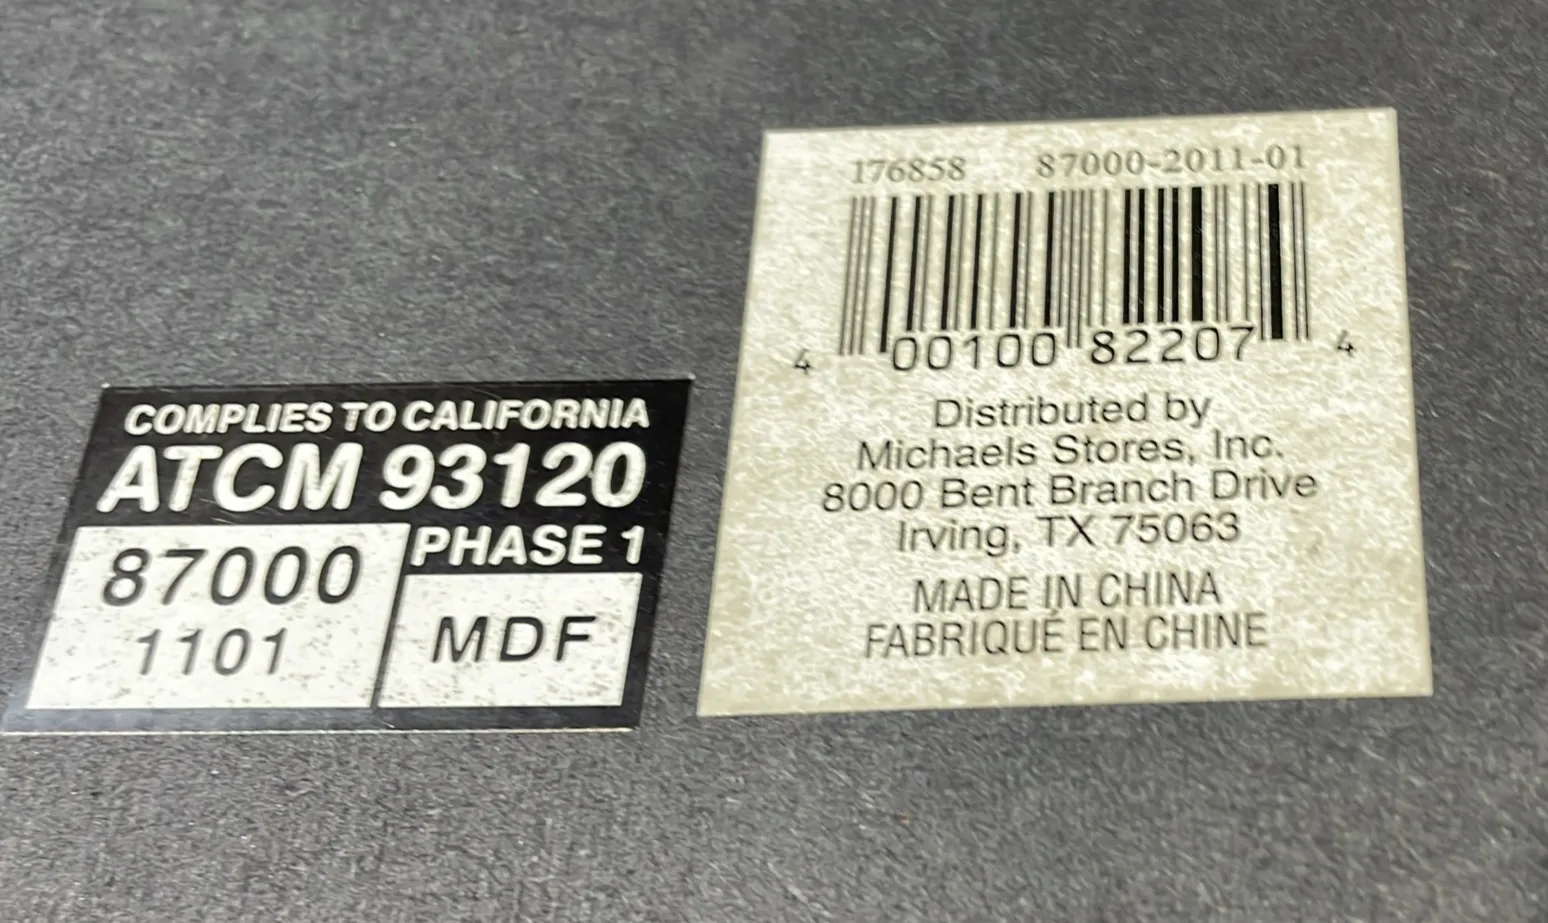 COMPLIES TO CALIFORNIA
ATCM 93120
PHASE 1
87000
1101
MDF
176858 87000-2011-01
4 00100 82207 4
Distributed by
Michaels Stores, Inc.
8000 Bent Branch Drive
Irving, TX 75063
MADE IN CHINA
FABRIQUÉ EN CHINE